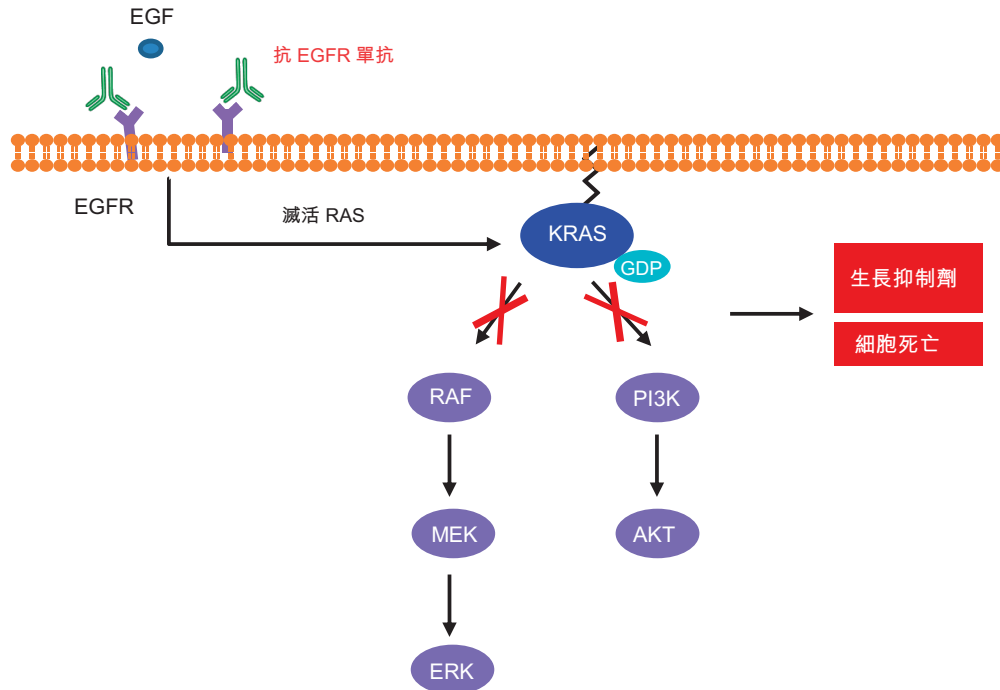 EGF
抗 EGFR 單抗
EGFR
滅活 RAS
KRAS
GDP
生長抑制劑
細胞死亡
RAF
PI3K
MEK
AKT
ERK